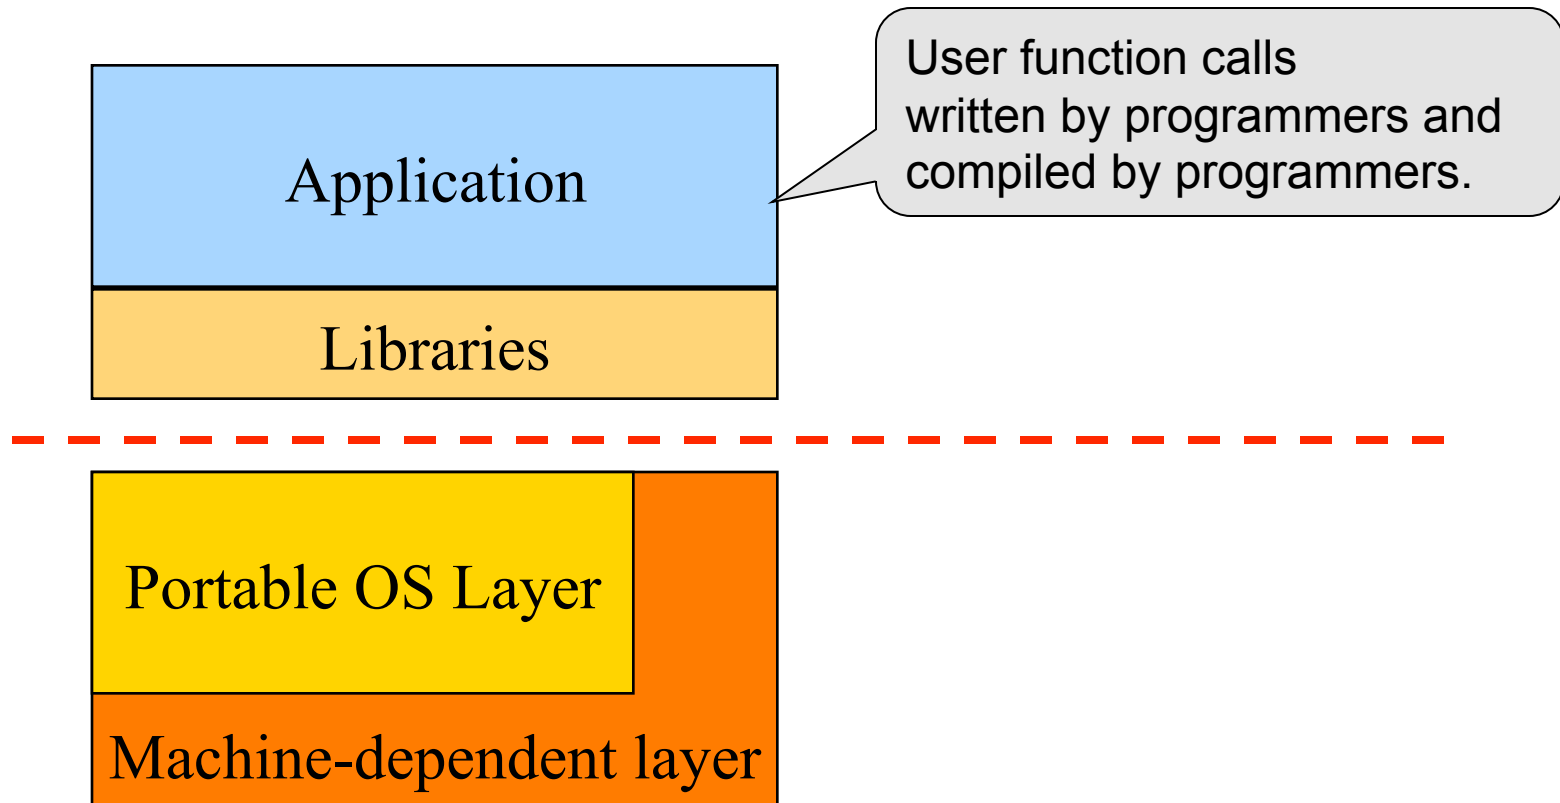 User function calls
written by programmers and
compiled by programmers.
Application
Libraries
Portable OS Layer
Machine-dependent layer